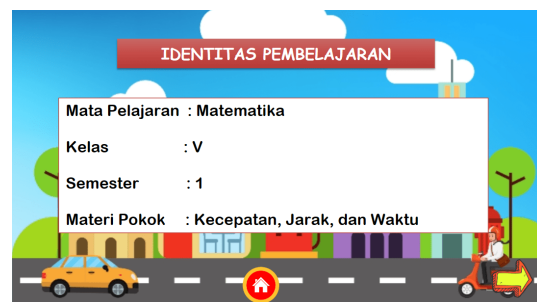 IDENTITAS PEMBELAJARAN
Mata Pelajaran : Matematika
Kelas : V
Semester : 1
Materi Pokok : Kecepatan, Jarak, dan Waktu